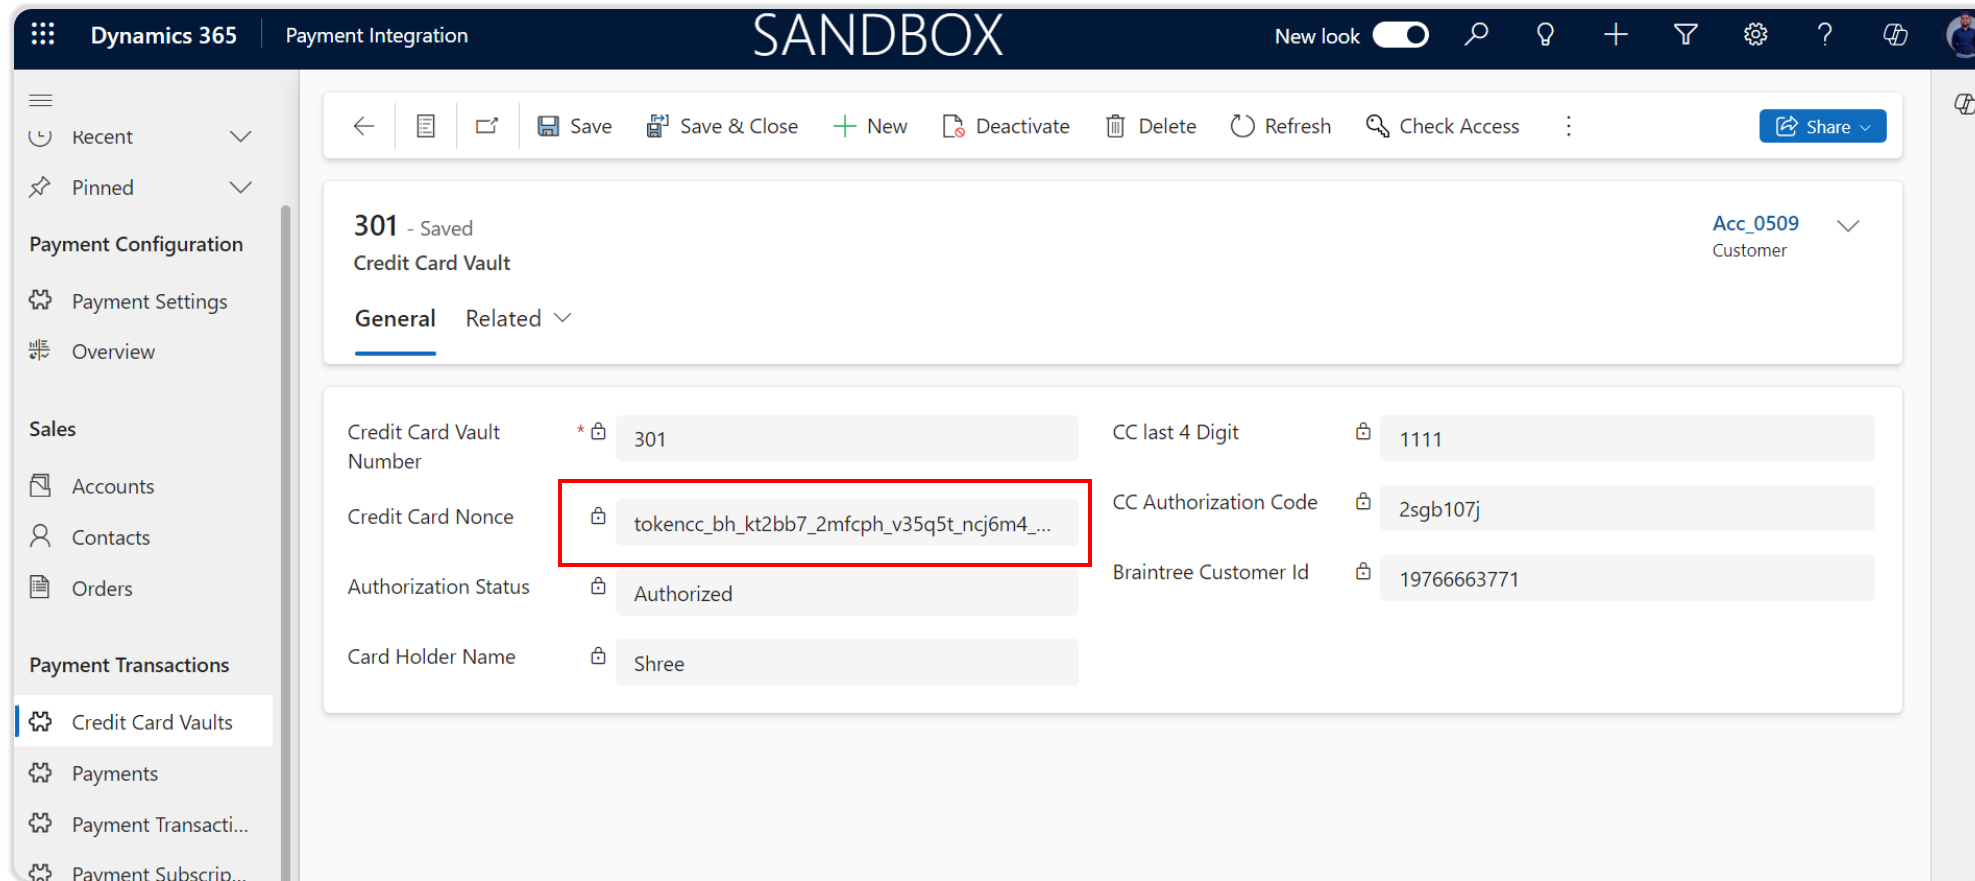 Dynamics 365
Payment Integration
SANDBOX
New look
Recent
Pinned
Payment Configuration
Payment Settings
Overview
Sales
Accounts
Contacts
Orders
Payment Transactions
Credit Card Vaults
Payments
Payment Transacti...
Payment Subscrip...
Save
Save & Close
New
Deactivate
Delete
Refresh
Check Access
Share
301 - Saved
Credit Card Vault
Acc_0509
Customer
General
Related
Credit Card Vault
Number
*
301
Credit Card Nonce
tokencc_bh_kt2bb7_2mfcph_v35q5t_ncj6m4_...
Authorization Status
Authorized
Card Holder Name
Shree
CC last 4 Digit
1111
CC Authorization Code
2sgb107j
Braintree Customer Id
19766663771